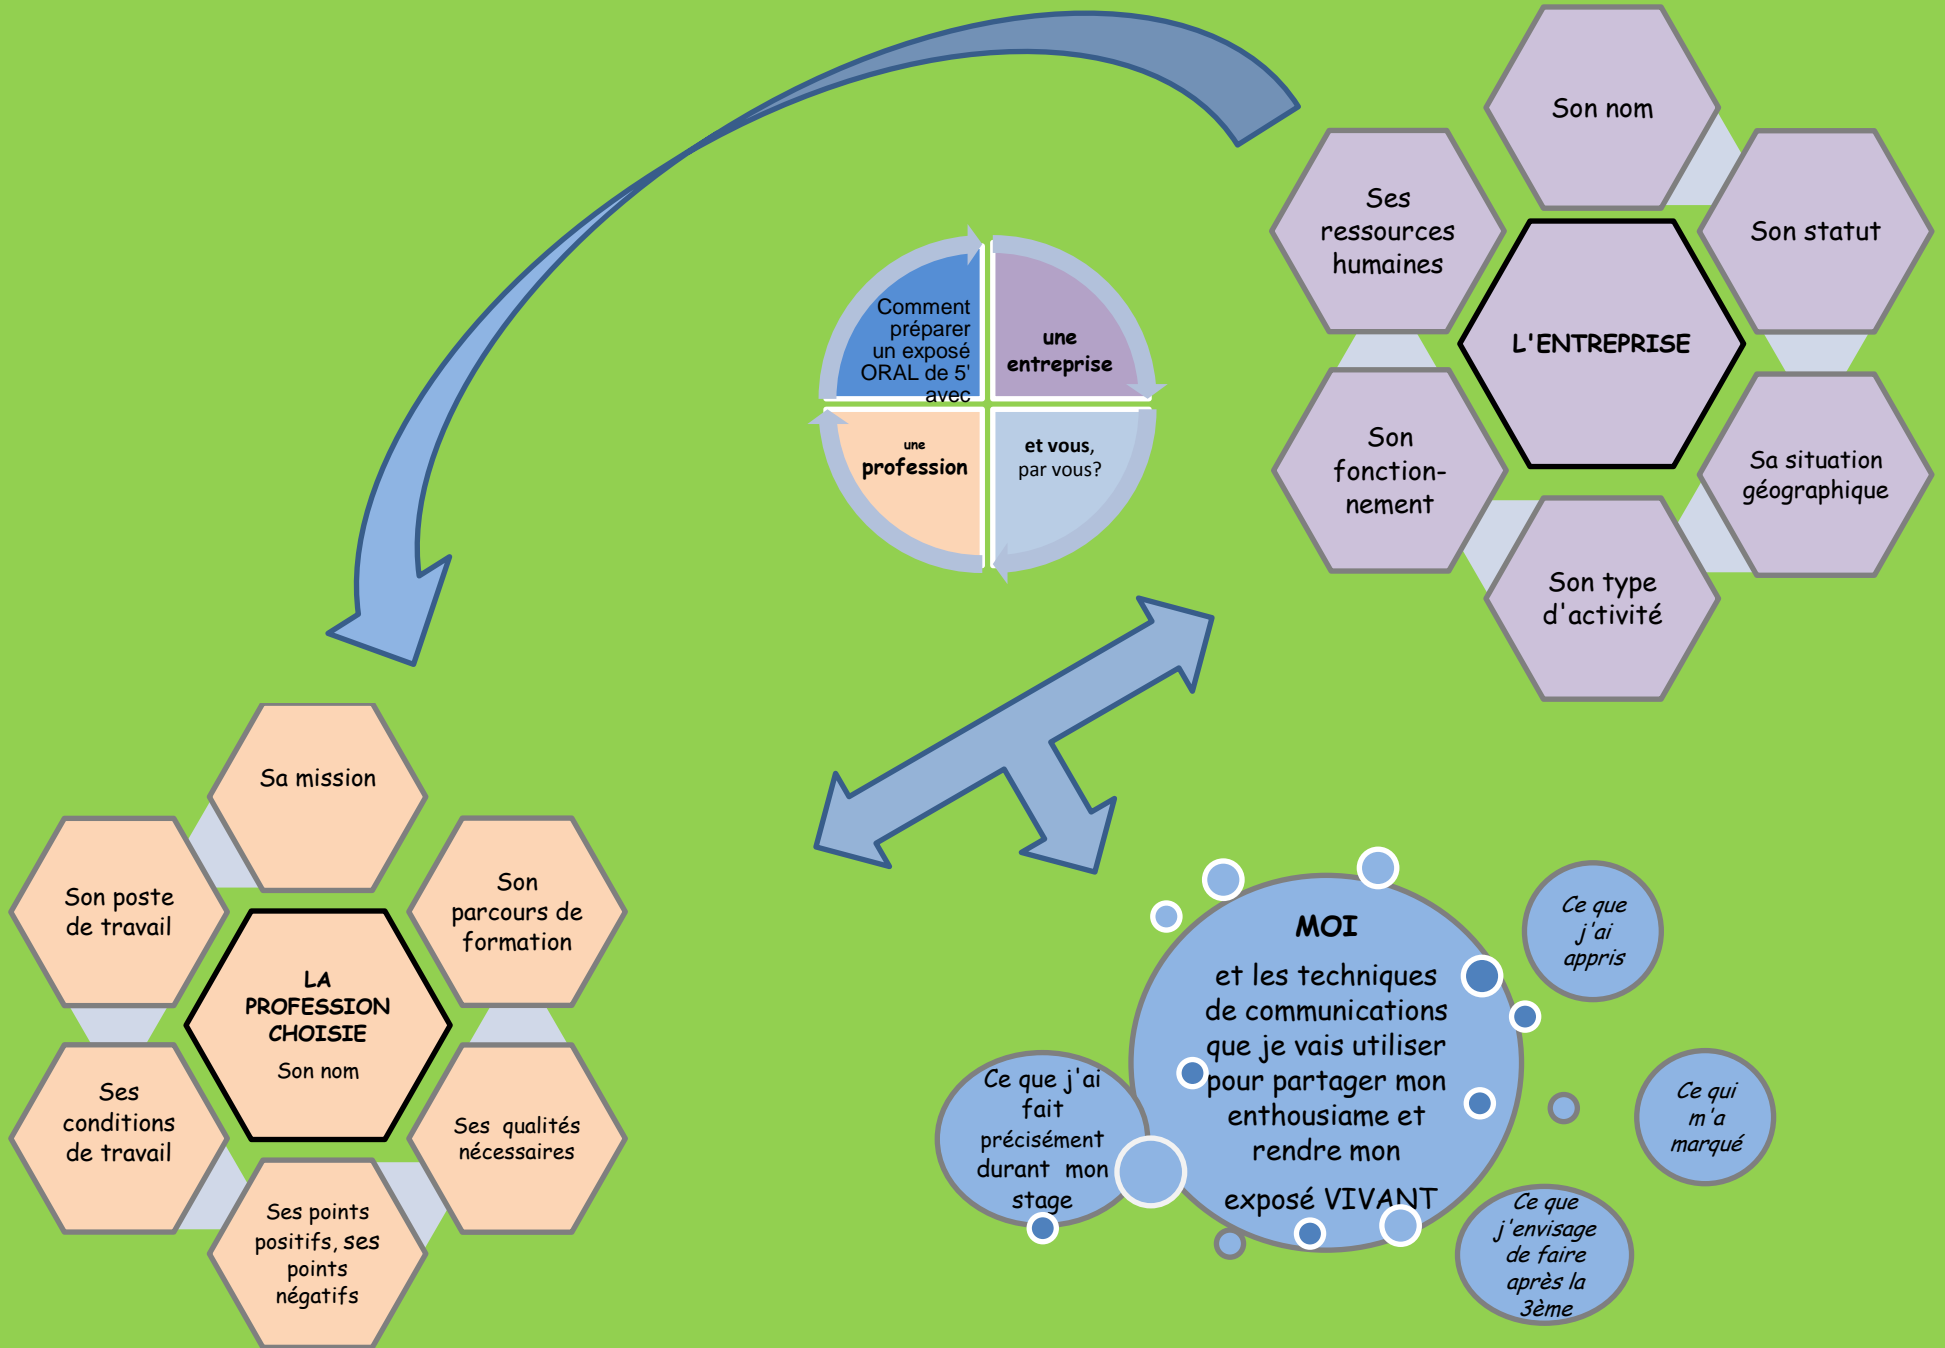 Comment
préparer
un exposé
ORAL de 5'
avec
une
entreprise
une
profession
et vous,
par vous?
L'ENTREPRISE
Son nom
Son statut
Sa situation
géographique
Son type
d'activité
Son
fonction-
nement
Ses
ressources
humaines
LA
PROFESSION
CHOISIE
Son nom
Sa mission
Son
parcours de
formation
Ses qualités
nécessaires
Ses points
positifs, ses
points
négatifs
Ses
conditions
de travail
Son poste
de travail
MOI
et les techniques
de communications
que je vais utiliser
pour partager mon
enthousiame et
rendre mon
exposé VIVANT
Ce que j'ai
fait
précisément
durant mon
stage
Ce que
j'ai
appris
Ce qui
m'a
marqué
Ce que
j'envisage
de faire
après la
3ème